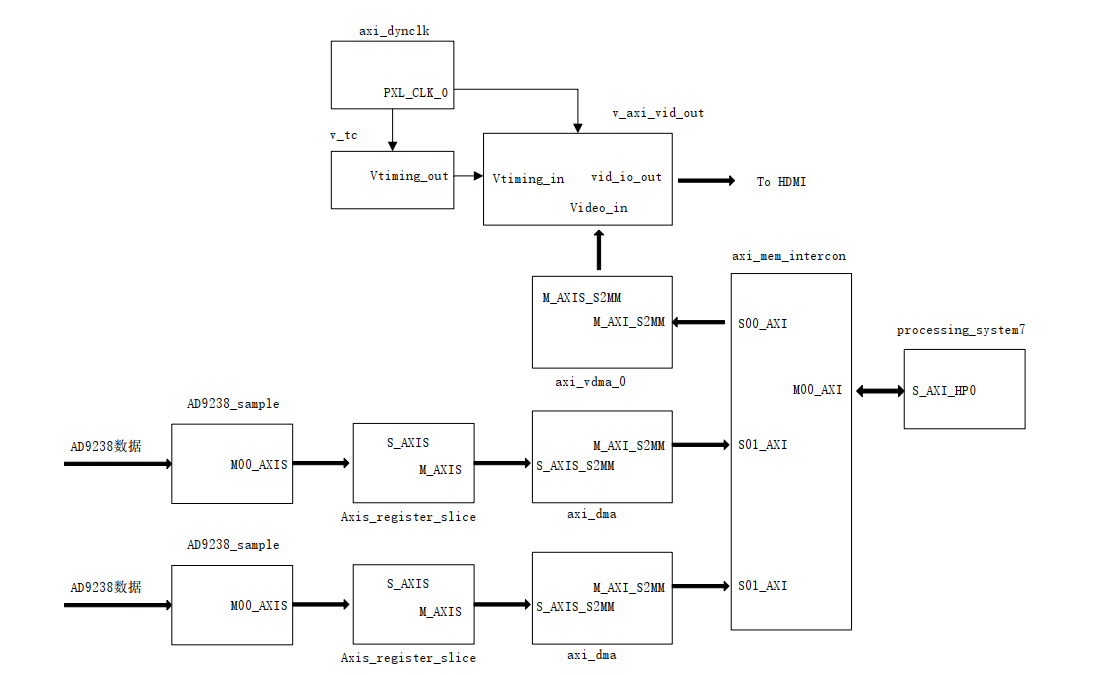 axi_dynclk
PXL_CLK_0
v_axi_vid_out
v_tc
Vtiming_out
Vtiming_in
vid_io_out
To HDMI
Video_in
axi_mem_intercon
M_AXIS_S2MM
M_AXI_S2MM
S00_AXI
processing_system7
axi_vdma_0
M00_AXI
S_AXI_HP0
AD9238_sample
AD9238数据
M00_AXIS
S_AXIS
M_AXIS
M_AXI_S2MM
S_AXIS_S2MM
S01_AXI
Axis_register_slice
axi_dma
AD9238_sample
AD9238数据
M00_AXIS
S_AXIS
M_AXIS
M_AXI_S2MM
S_AXIS_S2MM
S01_AXI
Axis_register_slice
axi_dma